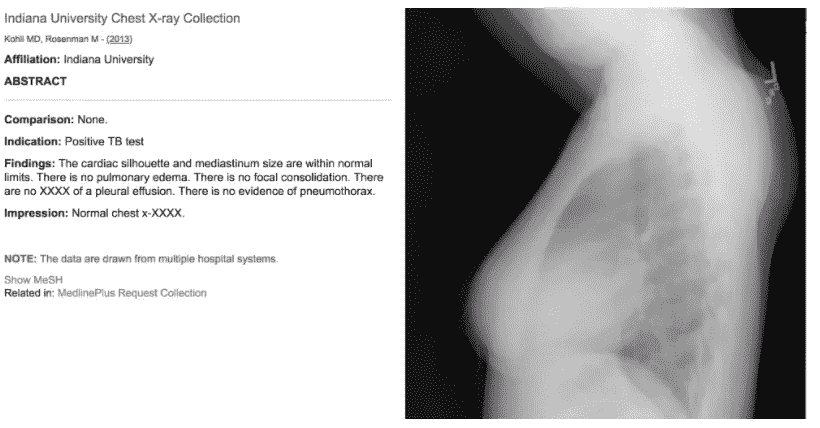 Indiana University Chest X-ray Collection
Kohli MD, Rosenman M - (2013)
Affiliation: Indiana University
ABSTRACT
Comparison: None.
Indication: Positive TB test
Findings: The cardiac silhouette and mediastinum size are within normal
limits. There is no pulmonary edema. There is no focal consolidation. There
are no XXXX of a pleural effusion. There is no evidence of pneumothorax.
Impression: Normal chest x-XXXX.
NOTE: The data are drawn from multiple hospital systems.
Show MeSH
Related in: MedlinePlus Request Collection